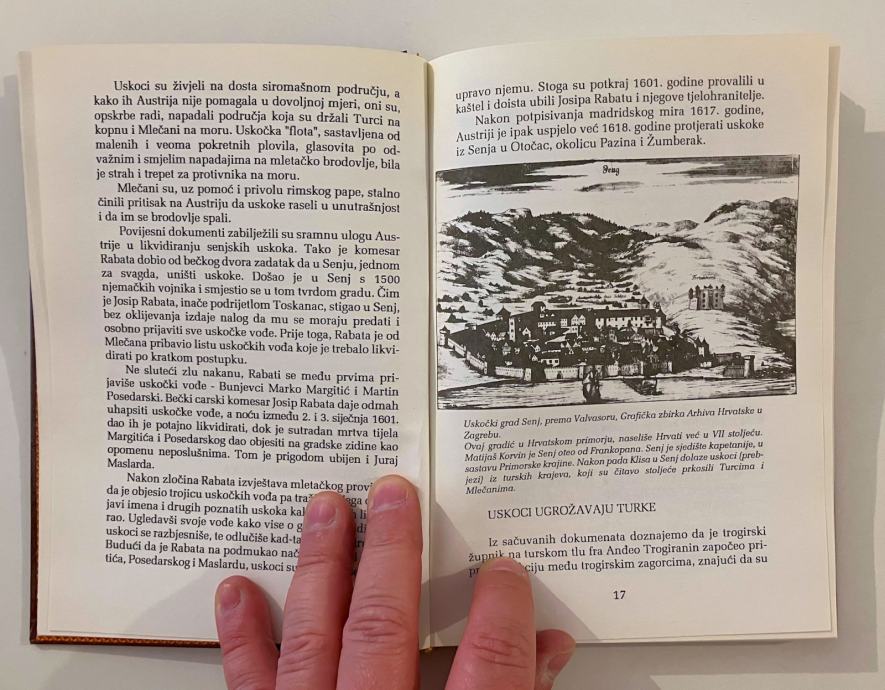 Uskoci su živjeli na dosta siromašnom području, a
kako ih Austrija nije pomagala u dovoljnoj mjeri, oni su,
opskrbe radi, napadali područja koja su držali Turci na
kopnu i Mlečani na moru. Uskočka "flota", sastavljena od
malenih i veoma pokretnih plovila, glasovita po od-
važnim i smjelim napadajima na mletačko brodovlje, bila
je strah i trepet za protivnika na moru.
Mlečani su, uz pomoć i privolu rimskog pape, stalno
činili pritisak na Austriju da uskoke raseli u unutrašnjost
i da im se brodovlje spali.
Povijesni dokumenti zabilježili su sramnu ulogu Aus-
trije u likvidiranju senjskih uskoka. Tako je komesar
Rabata dobio od bečkog dvora zadatak da u Senju, jednom
za svagda, uništi uskoke. Došao je u Senj s 1500
njemačkih vojnika i smjestio se u tom tvrdom gradu. Čim
je Josip Rabata, inače podrijetlom Toskanac, stigao u Senj,
bez oklijevanja izdaje nalog da mu se moraju predati i
osobno prijaviti sve uskočke vođe. Prije toga, Rabata je od
Mlečana pribavio listu uskočkih vođa koje je trebalo likvi-
dirati po kratkom postupku.
Ne sluteći zlu nakanu, Rabati se među prvima pri-
javiše uskočki vođe - Bunjevci Marko Margitić i Martin
Posedarski. Bečki carski komesar Josip Rabata daje odmah
uhapsiti uskočke vođe, a noću između 2. i 3. siječnja 1601.
dao ih je potajno likvidirati, dok je sutradan mrtva tijela
Margitića i Posedarskog dao objesiti na gradske zidine kao
opomenu neposlušnima. Tom je prigodom ubijen i Juraj
Maslarda.
Nakon zločina Rabata izvještava mletačkog
da je objesio trojicu uskočkih vođa pa
javi imena i drugih poznatih uskoka
rao. Ugledavši svoje vođe kako vise o
uskoci se razbjesniše, te odlučiše
Budući da je Rabata na podmukao
tića, Posedarskog i Maslardu, uskoci
upravo njemu. Stoga su potkraj 1601. godine provalili u
kaštel i doista ubili Josipa Rabatu i njegove tjelohranitelje.
Nakon potpisivanja madridskog mira 1617. godine,
Austriji je ipak uspjelo već 1618. godine protjerati uskoke
iz Senja u Otočac, okolicu Pazina i Žumberak.
Uskočki grad Senj, prema Valvasoru, Grafička zbirka Arhiva Hrvatske u
Zagrebu.
Ovaj gradić u Hrvatskom primorju, naseliše Hrvati već u VII stoljeću.
Matijaš Korvin je Senj oteo od Frankopana. Senj je sjedište kapetanije, u
sastavu Primorske krajine. Nakon pada Klisa u Senj dolaze uskoci (preb-
jezi) iz turskih krajeva, koji su čitavo stoljeće prkosili Turcima i
Mlečanima.
USKOCI UGROŽAVAJU TURKE
Iz sačuvanih dokumenata doznajemo da je trogirski
župnik na turskom tlu fra Anđeo Trogiranin započeo pri-
među trogirskim zagorcima, znajući da su
17